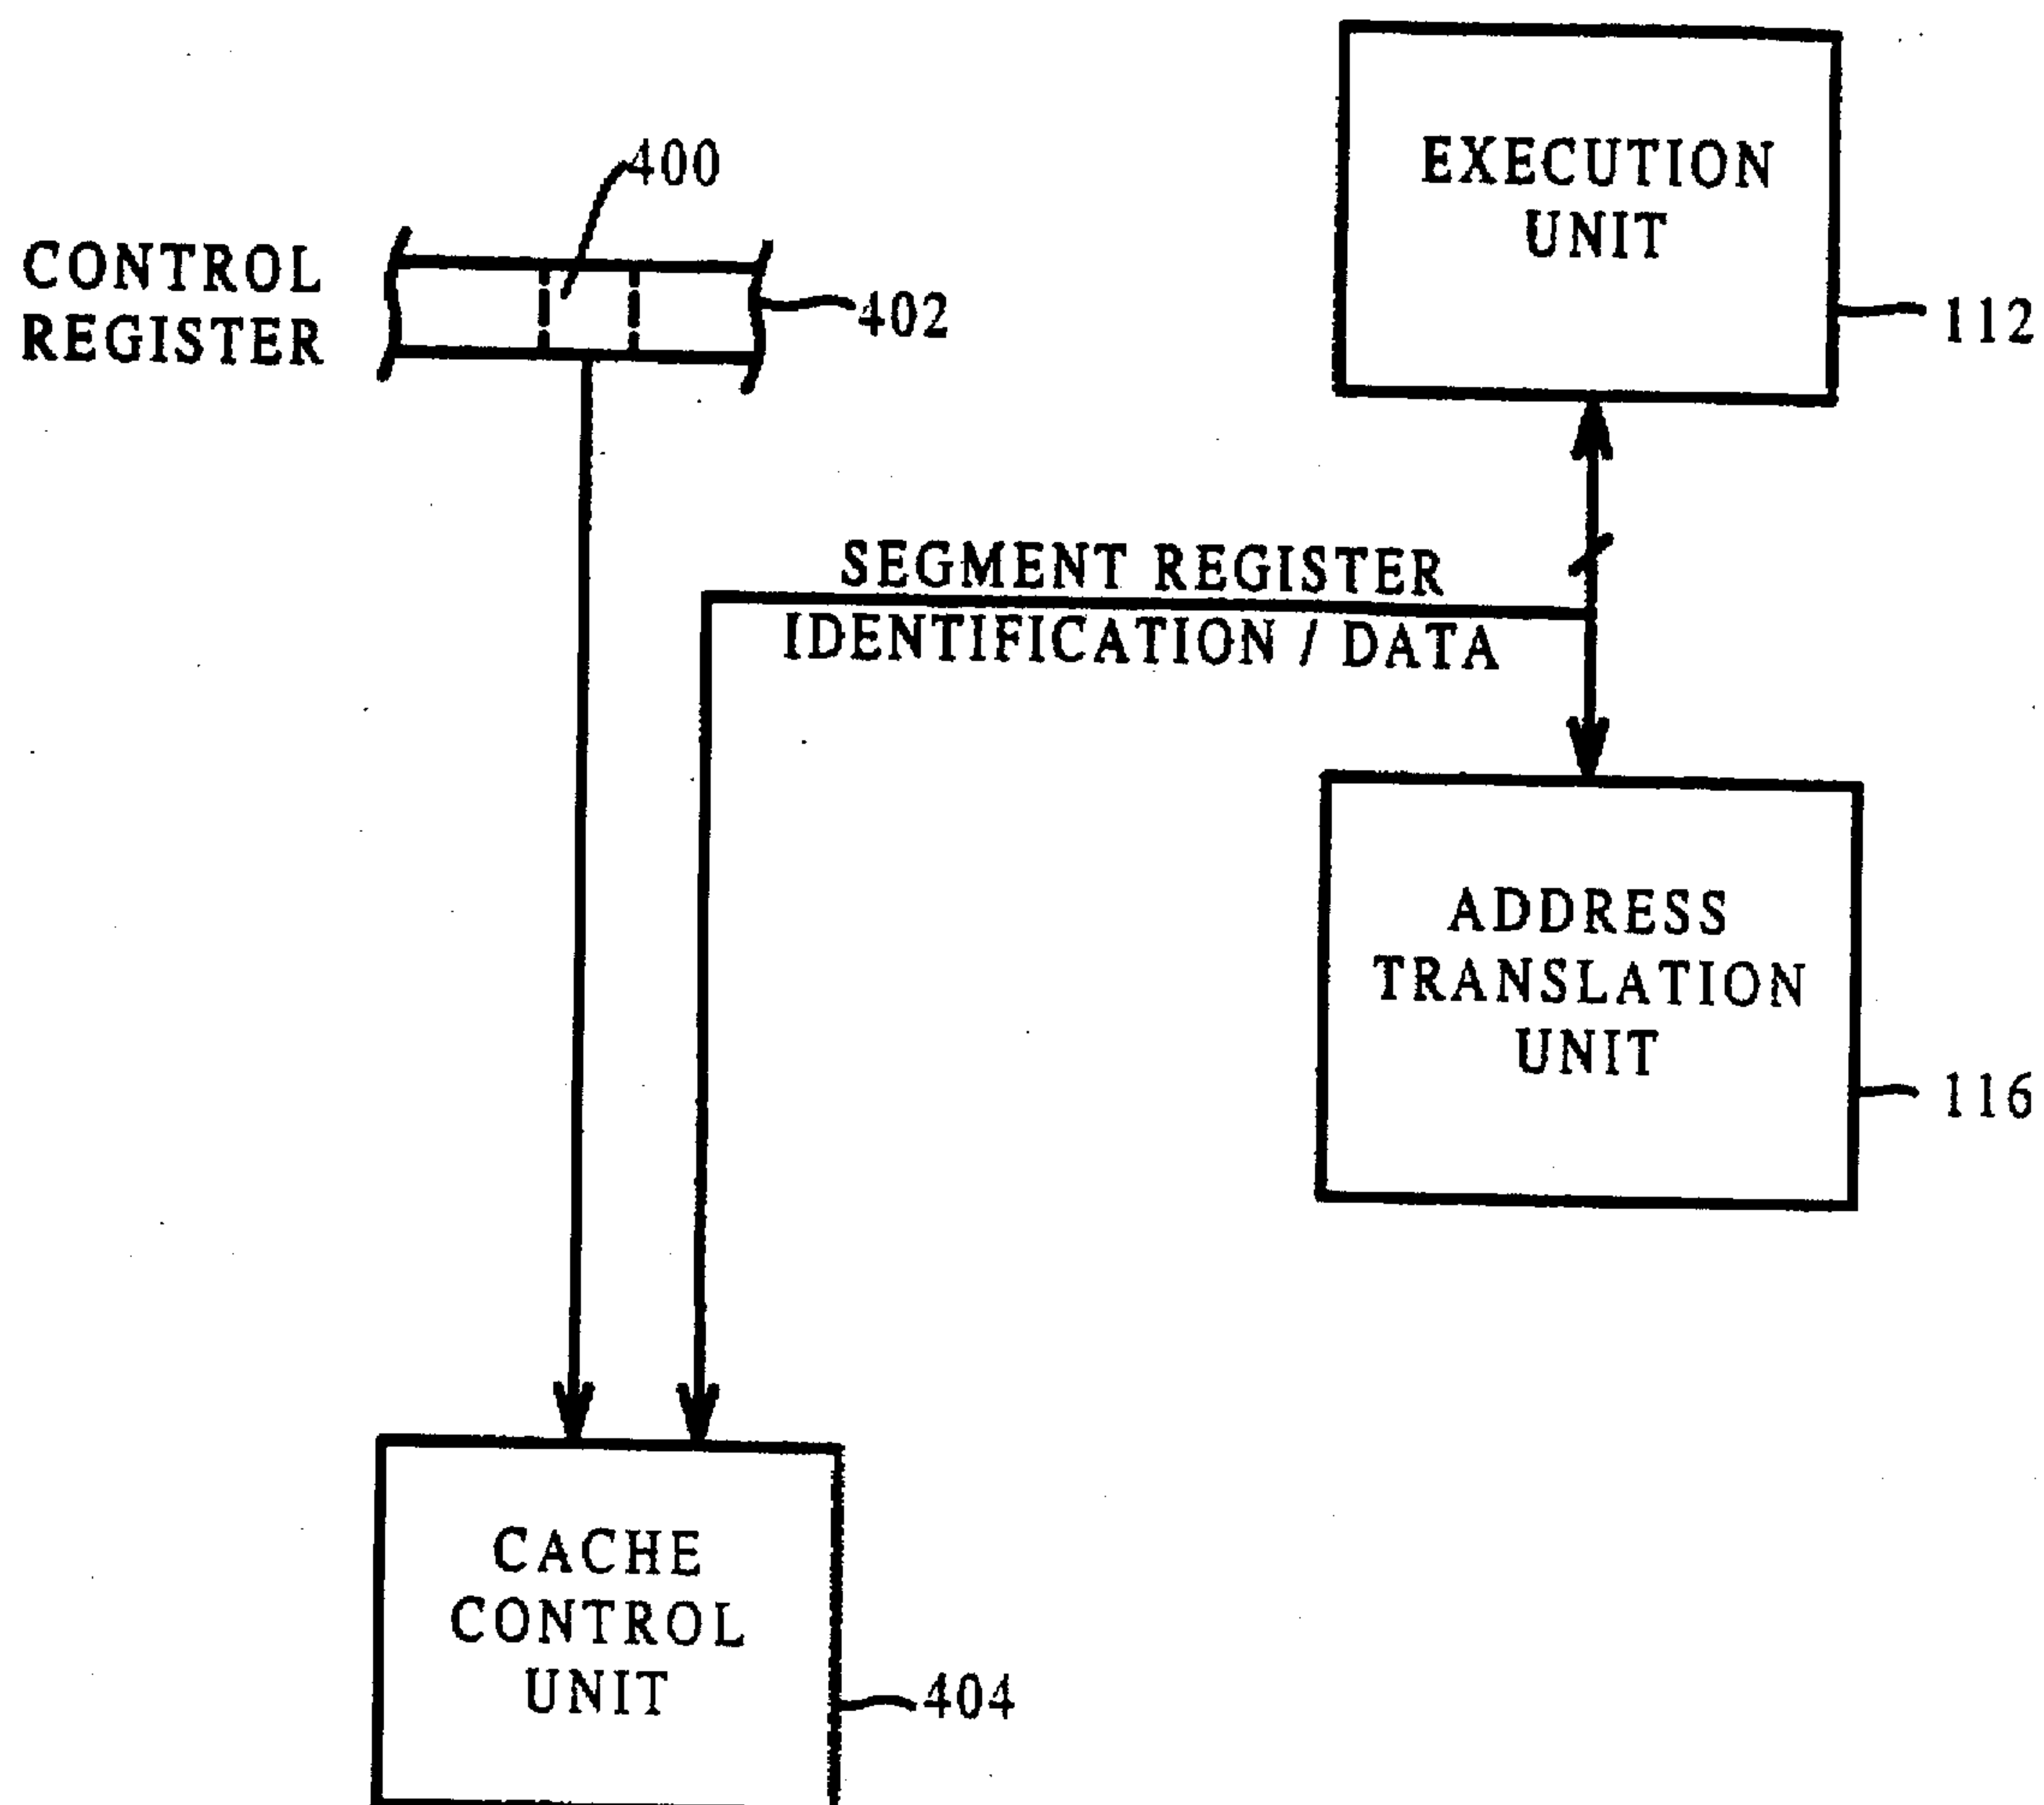 EXECUTION
UNIT
112
400
CONTROL
REGISTER
402
SEGMENT REGISTER
IDENTIFICATION / DATA
ADDRESS
TRANSLATION
UNIT
116
CACHE
CONTROL
UNIT
404